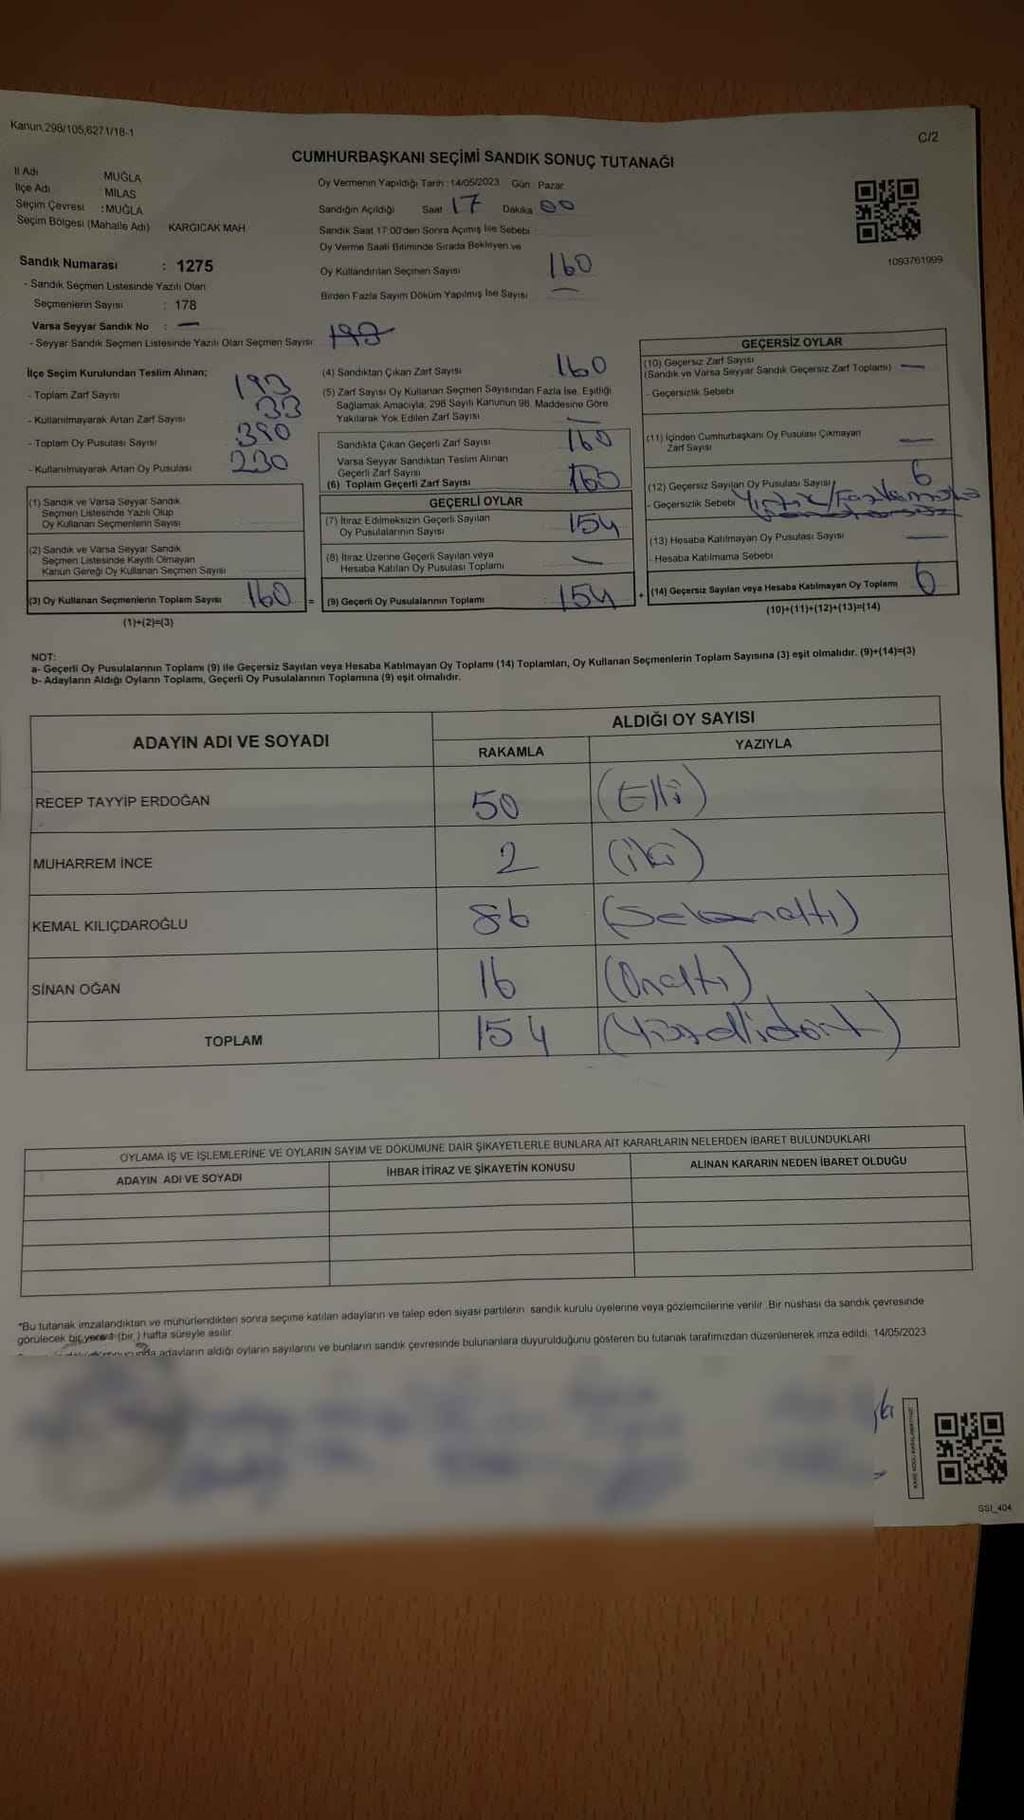 Kanun,298/105,6271/18-1
C/2
CUMHURBAŞKANI SEÇİMİ SANDIK SONUÇ TUTANAĞI
İl Adı MUĞLA
İlçe Adı MİLAS
Seçim Çevresi :MUĞLA
Seçim Bölgesi (Mahalle Adı) KARGICAK MAH.
Sandık Numarası : 1275
- Sandık Seçmen Listesinde Yazılı Olan
Seçmenlerin Sayısı : 178
Varsa Seyyar Sandık No : —
- Seyyar Sandık Seçmen Listesinde Yazılı Olan Seçmen Sayısı
Oy Vermenin Yapıldığı Tarih : 14/05/2023 Gün : Pazar
Sandığın Açıldığı Saat 17 Dakika 00
Sandık Saat 17:00'den Sonra Açımış İse Sebebi
Oy Verme Saati Bitiminde Sırada Bekleyen ve
Oy Kullandırılan Seçmen Sayısı 160
Birden Fazla Sayım Döküm Yapılmış İse Sayısı —
1093761999
İlçe Seçim Kurulundan Teslim Alınan;
- Toplam Zarf Sayısı 193
- Kullanılmayarak Artan Zarf Sayısı 33
- Toplam Oy Pusulası Sayısı 390
- Kullanılmayarak Artan Oy Pusulası 230
(1) Sandık ve Varsa Seyyar Sandık
Seçmen Listesinde Yazılı Olup
Oy Kullanan Seçmenlerin Sayısı
(2) Sandık ve Varsa Seyyar Sandık
Seçmen Listesinde Kayıtlı Olmayan
Kanun Gereği Oy Kullanan Seçmen Sayısı
(3) Oy Kullanan Seçmenlerin Toplam Sayısı 160 =
(1)+(2)=(3)
(4) Sandıktan Çıkan Zarf Sayısı 160
(5) Zarf Sayısı Oy Kullanan Seçmen Sayısından Fazla İse, Eşitliği
Sağlamak Amacıyla, 298 Sayılı Kanunun 98. Maddesine Göre
Yakılarak Yok Edilen Zarf Sayısı —
Sandıkta Çıkan Geçerli Zarf Sayısı 160
Varsa Seyyar Sandıktan Teslim Alınan
Geçerli Zarf Sayısı
(6) Toplam Geçerli Zarf Sayısı 160
GEÇERLİ OYLAR
(7) İtiraz Edilmeksizin Geçerli Sayılan
Oy Pusulalarının Sayısı 154
(8) İtiraz Üzerine Geçerli Sayılan veya
Hesaba Katılan Oy Pusulası Toplamı —
(9) Geçerli Oy Pusulalarının Toplamı 154 +
GEÇERSİZ OYLAR
(10) Geçersiz Zarf Sayısı
(Sandık ve Varsa Seyyar Sandık Geçersiz Zarf Toplamı) —
- Geçersizlik Sebebi
(11) İçinden Cumhurbaşkanı Oy Pusulası Çıkmayan
Zarf Sayısı —
(12) Geçersiz Sayılan Oy Pusulası Sayısı 6
- Geçersizlik Sebebi
(13) Hesaba Katılmayan Oy Pusulası Sayısı —
- Hesaba Katılmama Sebebi
(14) Geçersiz Sayılan veya Hesaba Katılmayan Oy Toplamı 6
(10)+(11)+(12)+(13)=(14)
NOT:
a- Geçerli Oy Pusulalarının Toplamı (9) ile Geçersiz Sayılan veya Hesaba Katılmayan Oy Toplamı (14) Toplamları, Oy Kullanan Seçmenlerin Toplam Sayısına (3) eşit olmalıdır. (9)+(14)=(3)
b- Adayların Aldığı Oyların Toplamı, Geçerli Oy Pusulalarının Toplamına (9) eşit olmalıdır.
ADAYIN ADI VE SOYADI
ALDIĞI OY SAYISI
RAKAMLA YAZIYLA
RECEP TAYYİP ERDOĞAN 50 (Elli)
MUHARREM İNCE 2 (iki)
KEMAL KILIÇDAROĞLU 86 (Seksenaltı)
SİNAN OĞAN 16 (Onaltı)
TOPLAM 154 (Yüzellidört)
OYLAMA İŞ VE İŞLEMLERİNE VE OYLARIN SAYIM VE DÖKÜMÜNE DAİR ŞİKAYETLERLE BUNLARA AİT KARARLARIN NELERDEN İBARET BULUNDUKLARI
ADAYIN ADI VE SOYADI İHBAR İTİRAZ VE ŞİKAYETİN KONUSU ALINAN KARARIN NEDEN İBARET OLDUĞU
*Bu tutanak imzalandıktan ve mühürlendikten sonra seçime katılan adayların ve talep eden siyasi partilerin sandık kurulu üyelerine veya gözlemcilerine verilir. Bir nüshası da sandık çevresinde
görülecek bir yere (bir ) hafta süreyle asılır.
adayların aldığı oyların sayılarını ve bunların sandık çevresinde bulunanlara duyurulduğunu gösteren bu tutanak tarafımızdan düzenlenerek imza edildi. 14/05/2023
SSI_404